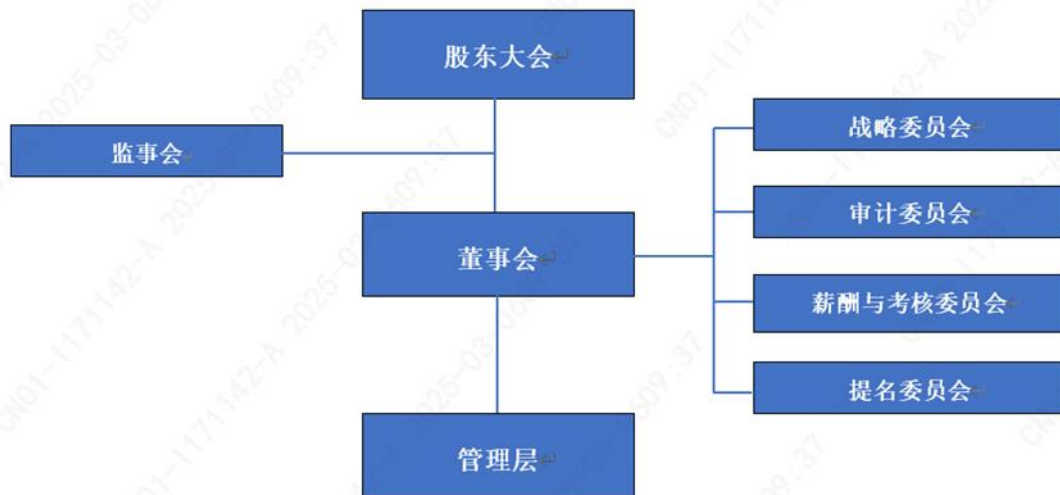 股东大会
监事会
战略委员会
审计委员会
董事会
薪酬与考核委员会
提名委员会
管理层